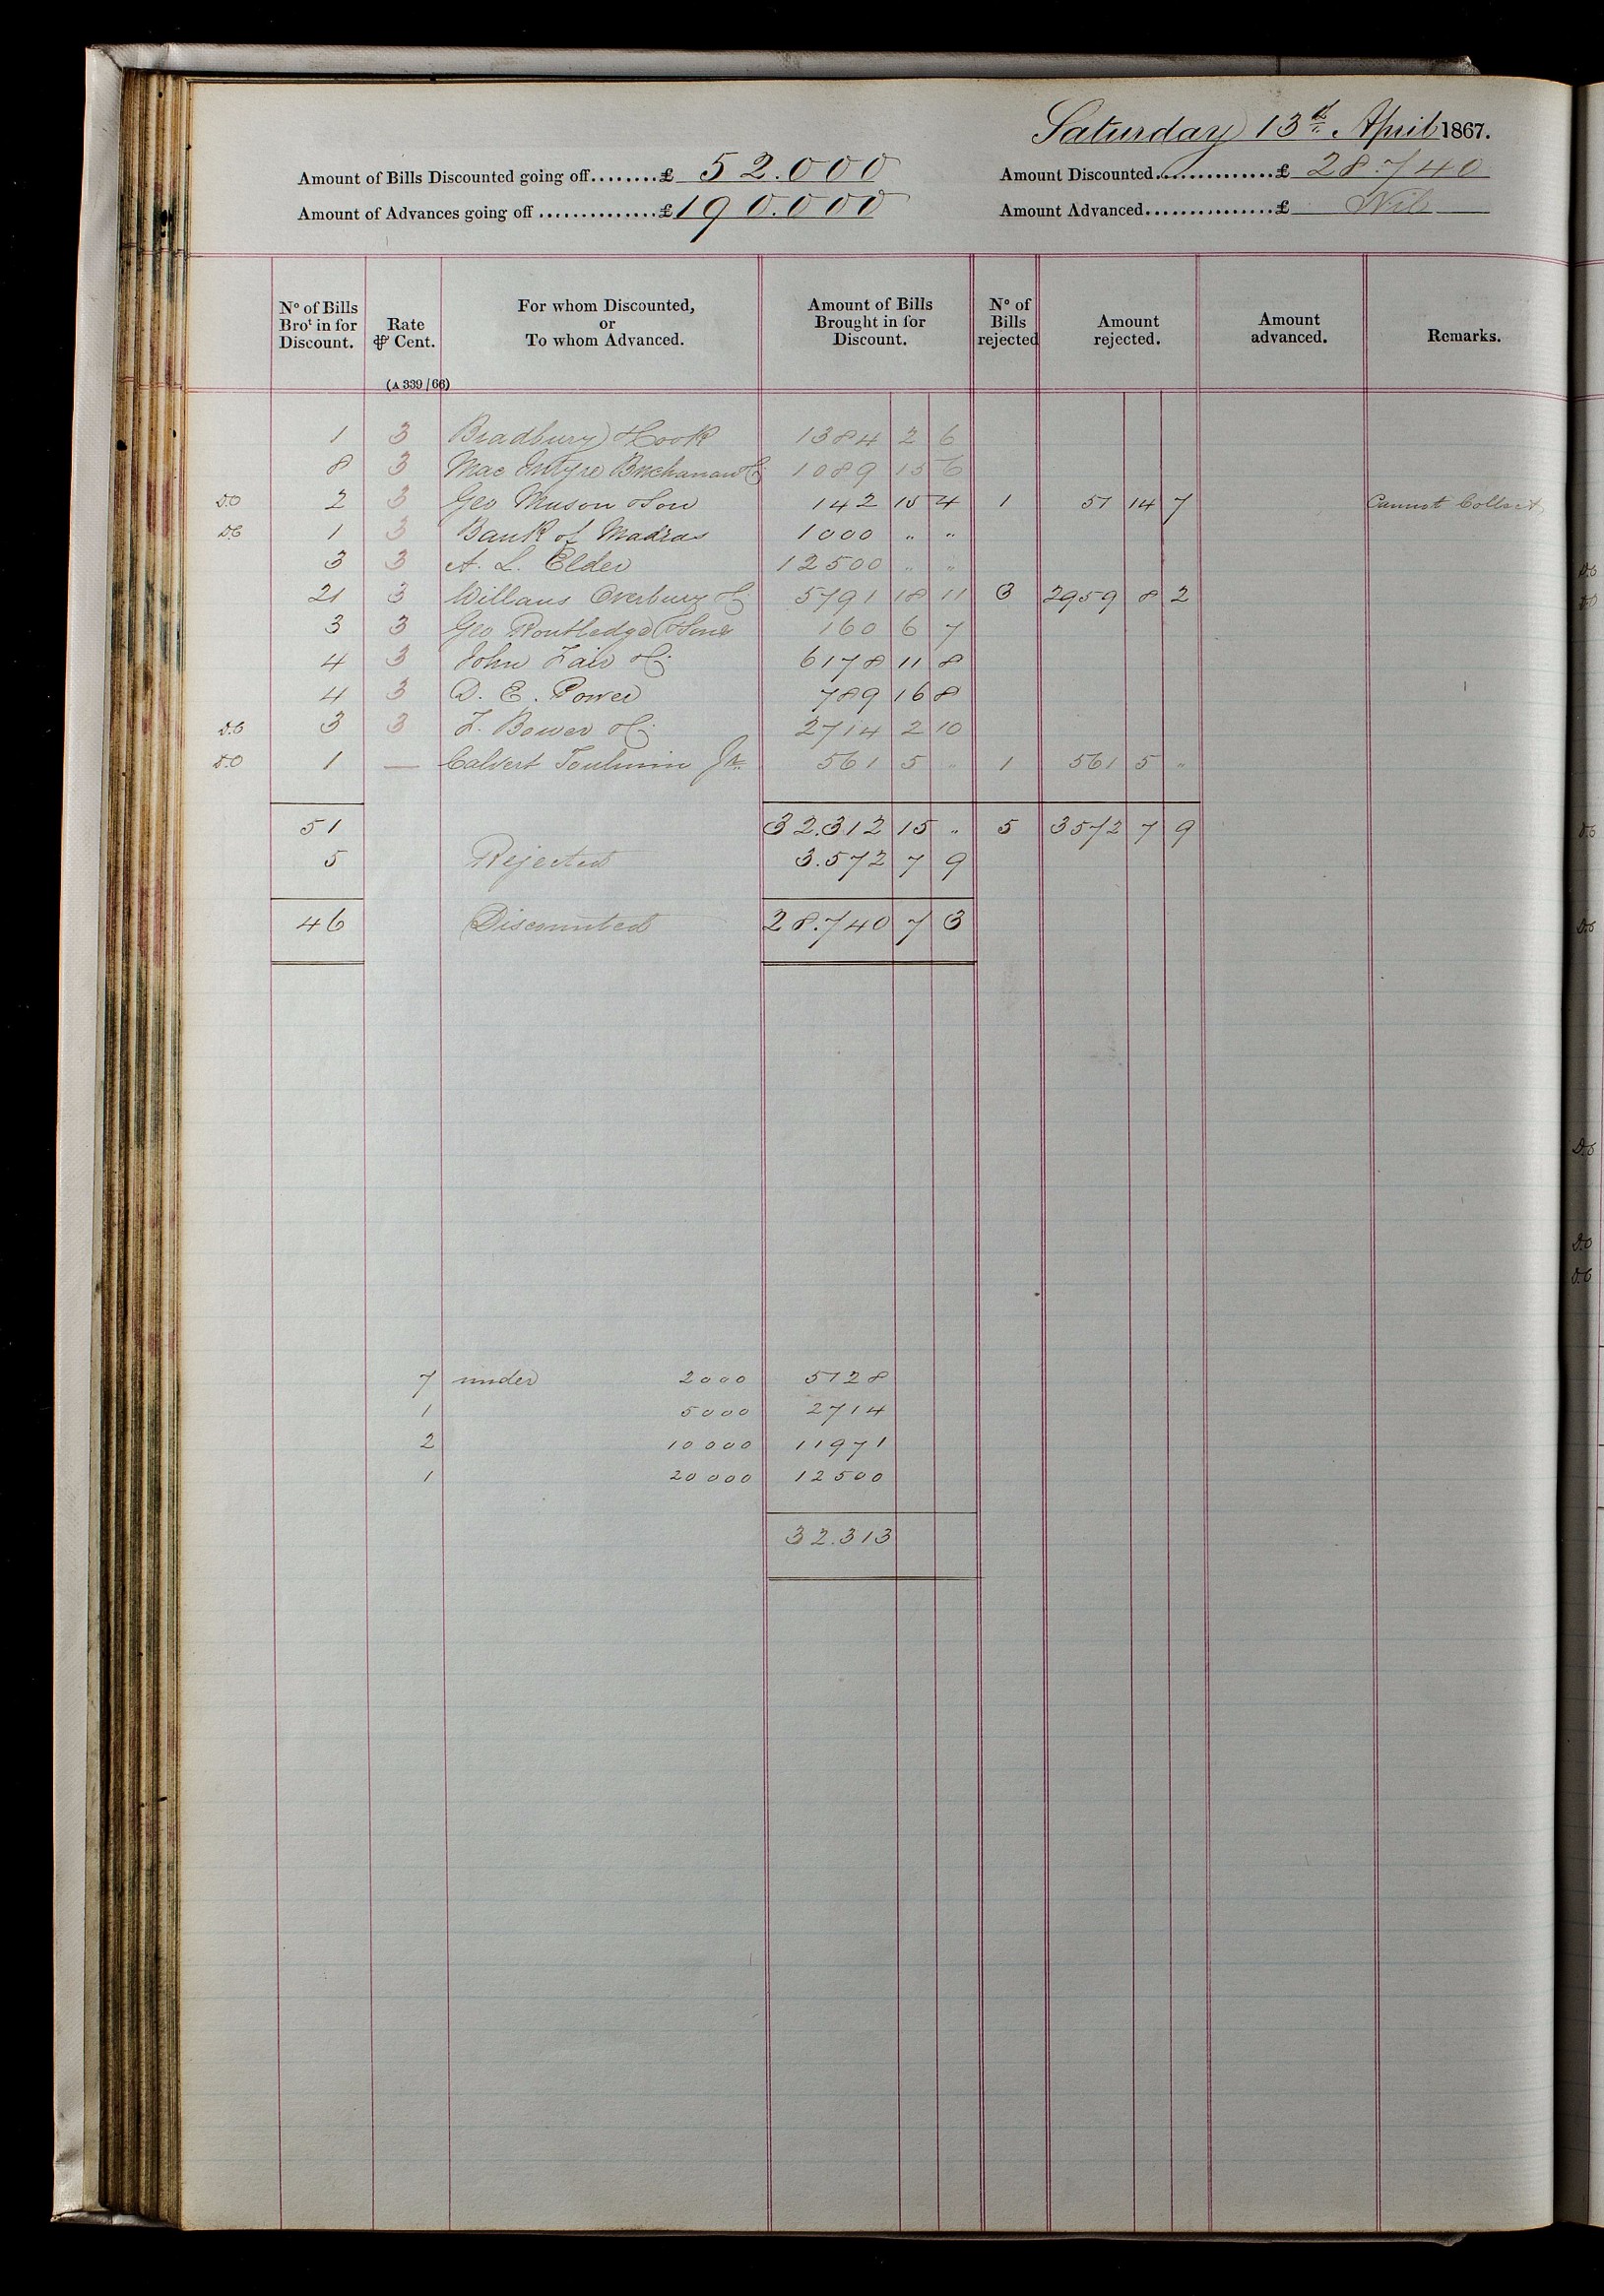 Saturday 13th. April 1867.
Amount of Bills Discounted going off........£ 52.000 Amount Discounted..............£ 28.740
Amount of Advances going off..............£ 190.000 Amount Advanced................£ Nil
No of Bills Brot in for Discount. Rate ⅌ Cent. For whom Discounted, or To whom Advanced. Amount of Bills Brought in for Discount. No of Bills rejected Amount rejected. Amount advanced. Remarks.
(A 339/66)
1 3 Bradbury & Cook 1384 2 6
8 3 Mac Intyre Buchanan & Co 1089 15 6
D.O 2 3 Geo Muson & Son 142 15 4 1 51 14 7 Cannot Collect
D.O 1 3 Bank of Madras 1000 " "
3 3 A. L. Elder 12500 " "
21 3 Willans Overbury & Co 5791 18 11 3 2959 8 2
3 3 Geo Routledge & Sons 160 6 7
4 3 John & Co 6178 11 8
4 3 D. E. Power 789 16 8
D.O 3 3 Bower & Co 2714 2 10
D.O 1 — Calvert Toulmin Jr. 561 5 " 1 561 5 "
51 32.312 15 " 5 3572 7 9
5 Rejected 3.572 7 9
46 Discounted 28.740 7 3
7 under 2000 5128
1 5000 2714
2 10000 11971
1 20000 12500
32.313